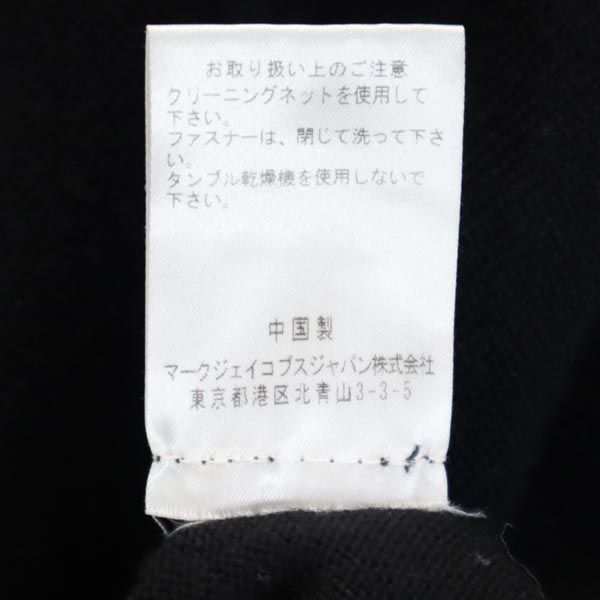 お取り扱い上のご注意
クリーニングネットを使用して
下さい。
ファスナーは、閉じて洗って下さ
い。
タンブル乾燥機を使用しないで
下さい。
中国製
マークジェイコブスジャパン株式会社
東京都港区北青山3-3-5